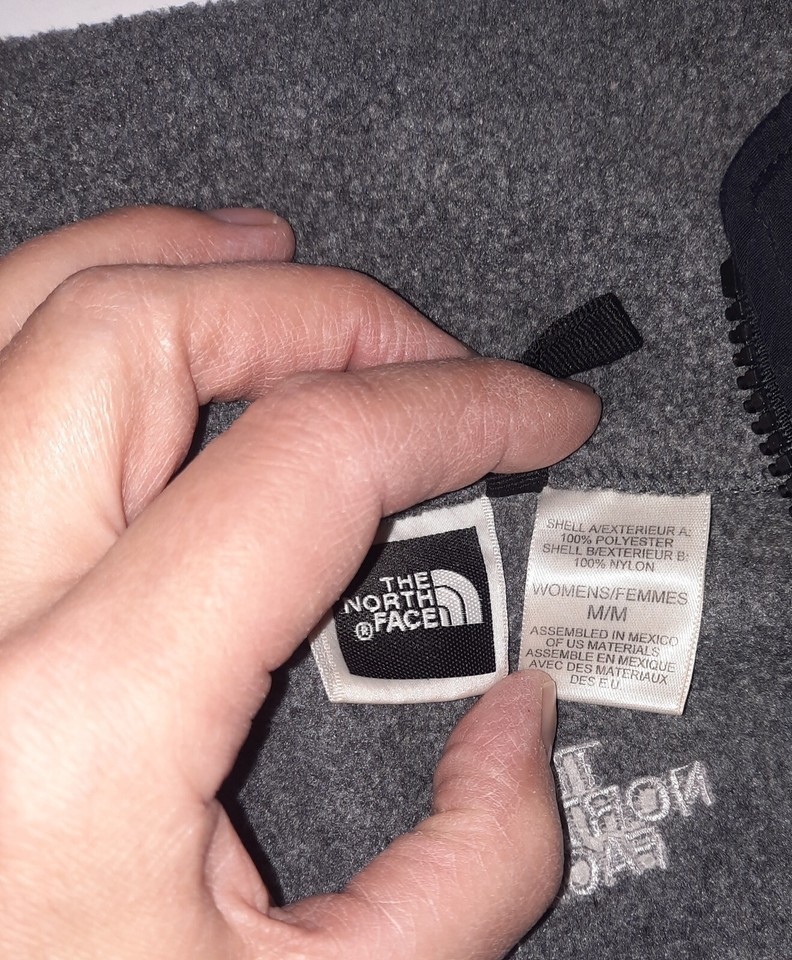 THE
NORTH
FACE
®
SHELL A/EXTERIEUR A:
100% POLYESTER
SHELL B/EXTERIEUR B:
100% NYLON
WOMENS/FEMMES
M/M
ASSEMBLED IN MEXICO
OF US MATERIALS
ASSEMBLE EN MEXIQUE
AVEC DES MATERIAUX
DES E.U.